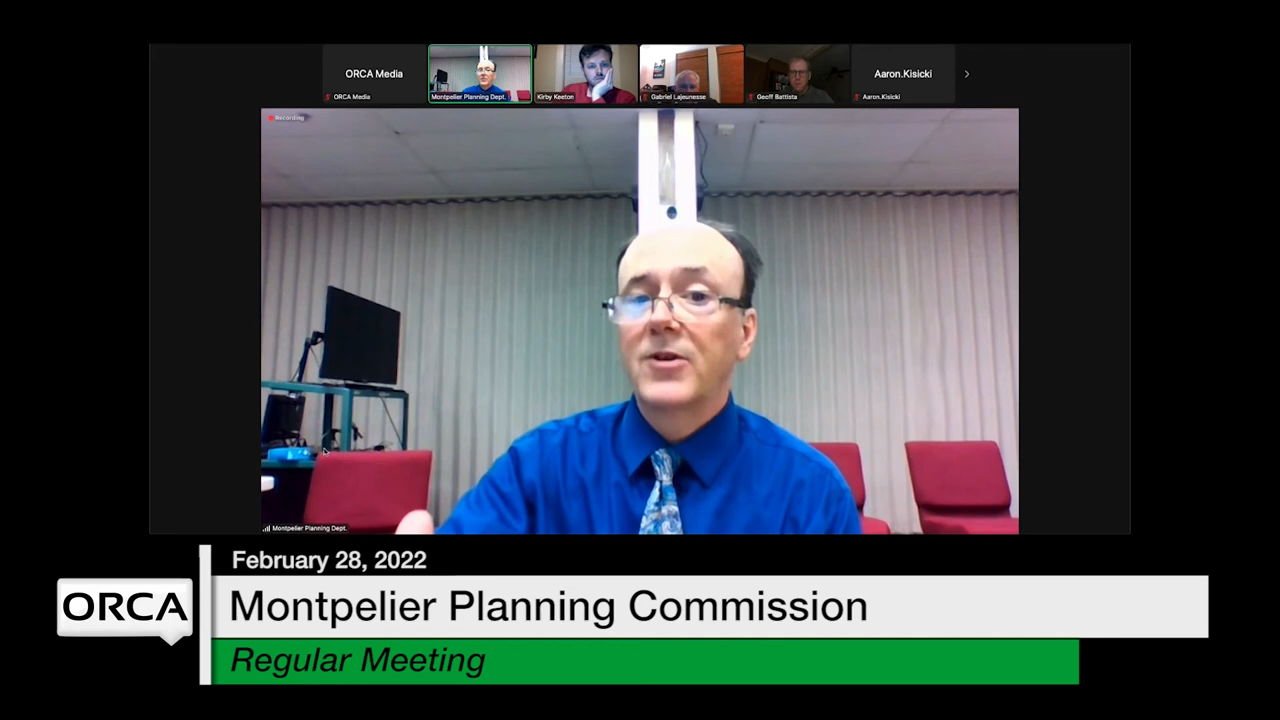 ORCA Media
Aaron.Kisicki
ORCA Media
Montpelier Planning Dept.
Kirby Keeton
Gabriel Lajeunesse
Geoff Battista
Aaron.Kisicki
Recording
Montpelier Planning Dept.
February 28, 2022
ORCA
Montpelier Planning Commission
Regular Meeting